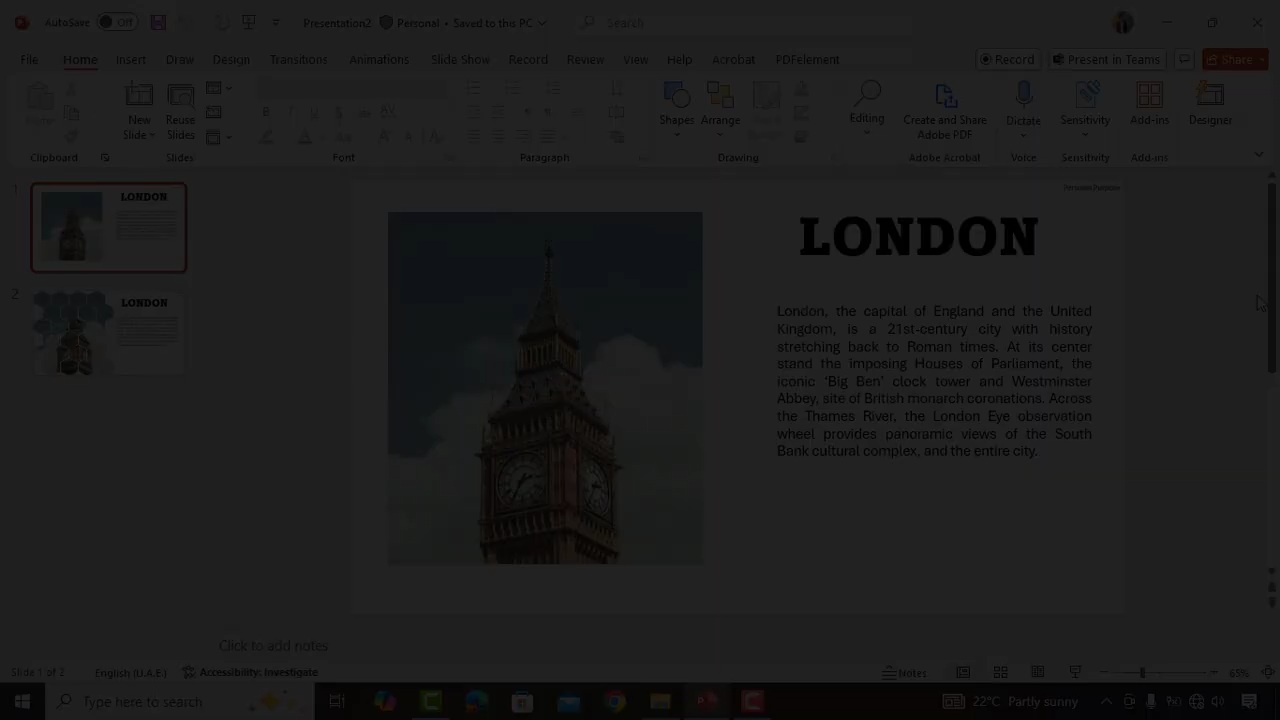 AutoSave Off Presentation2 Personal • Saved to this PC Search
File Home Insert Draw Design Transitions Animations Slide Show Record Review View Help Acrobat PDFelement Record Present in Teams Share
New Slide Reuse Slides Shapes Arrange Editing Create and Share Adobe PDF Dictate Sensitivity Add-ins Designer
Clipboard Slides Font Paragraph Drawing Adobe Acrobat Voice Sensitivity Add-ins
1
LONDON
2
LONDON
LONDON
London, the capital of England and the United
Kingdom, is a 21st-century city with history
stretching back to Roman times. At its center
stand the imposing Houses of Parliament, the
iconic ‘Big Ben’ clock tower and Westminster
Abbey, site of British monarch coronations. Across
the Thames River, the London Eye observation
wheel provides panoramic views of the South
Bank cultural complex, and the entire city.
Click to add notes
Slide 1 of 2 English (U.A.E.) Accessibility: Investigate Notes 65%
Type here to search 22°C Partly sunny